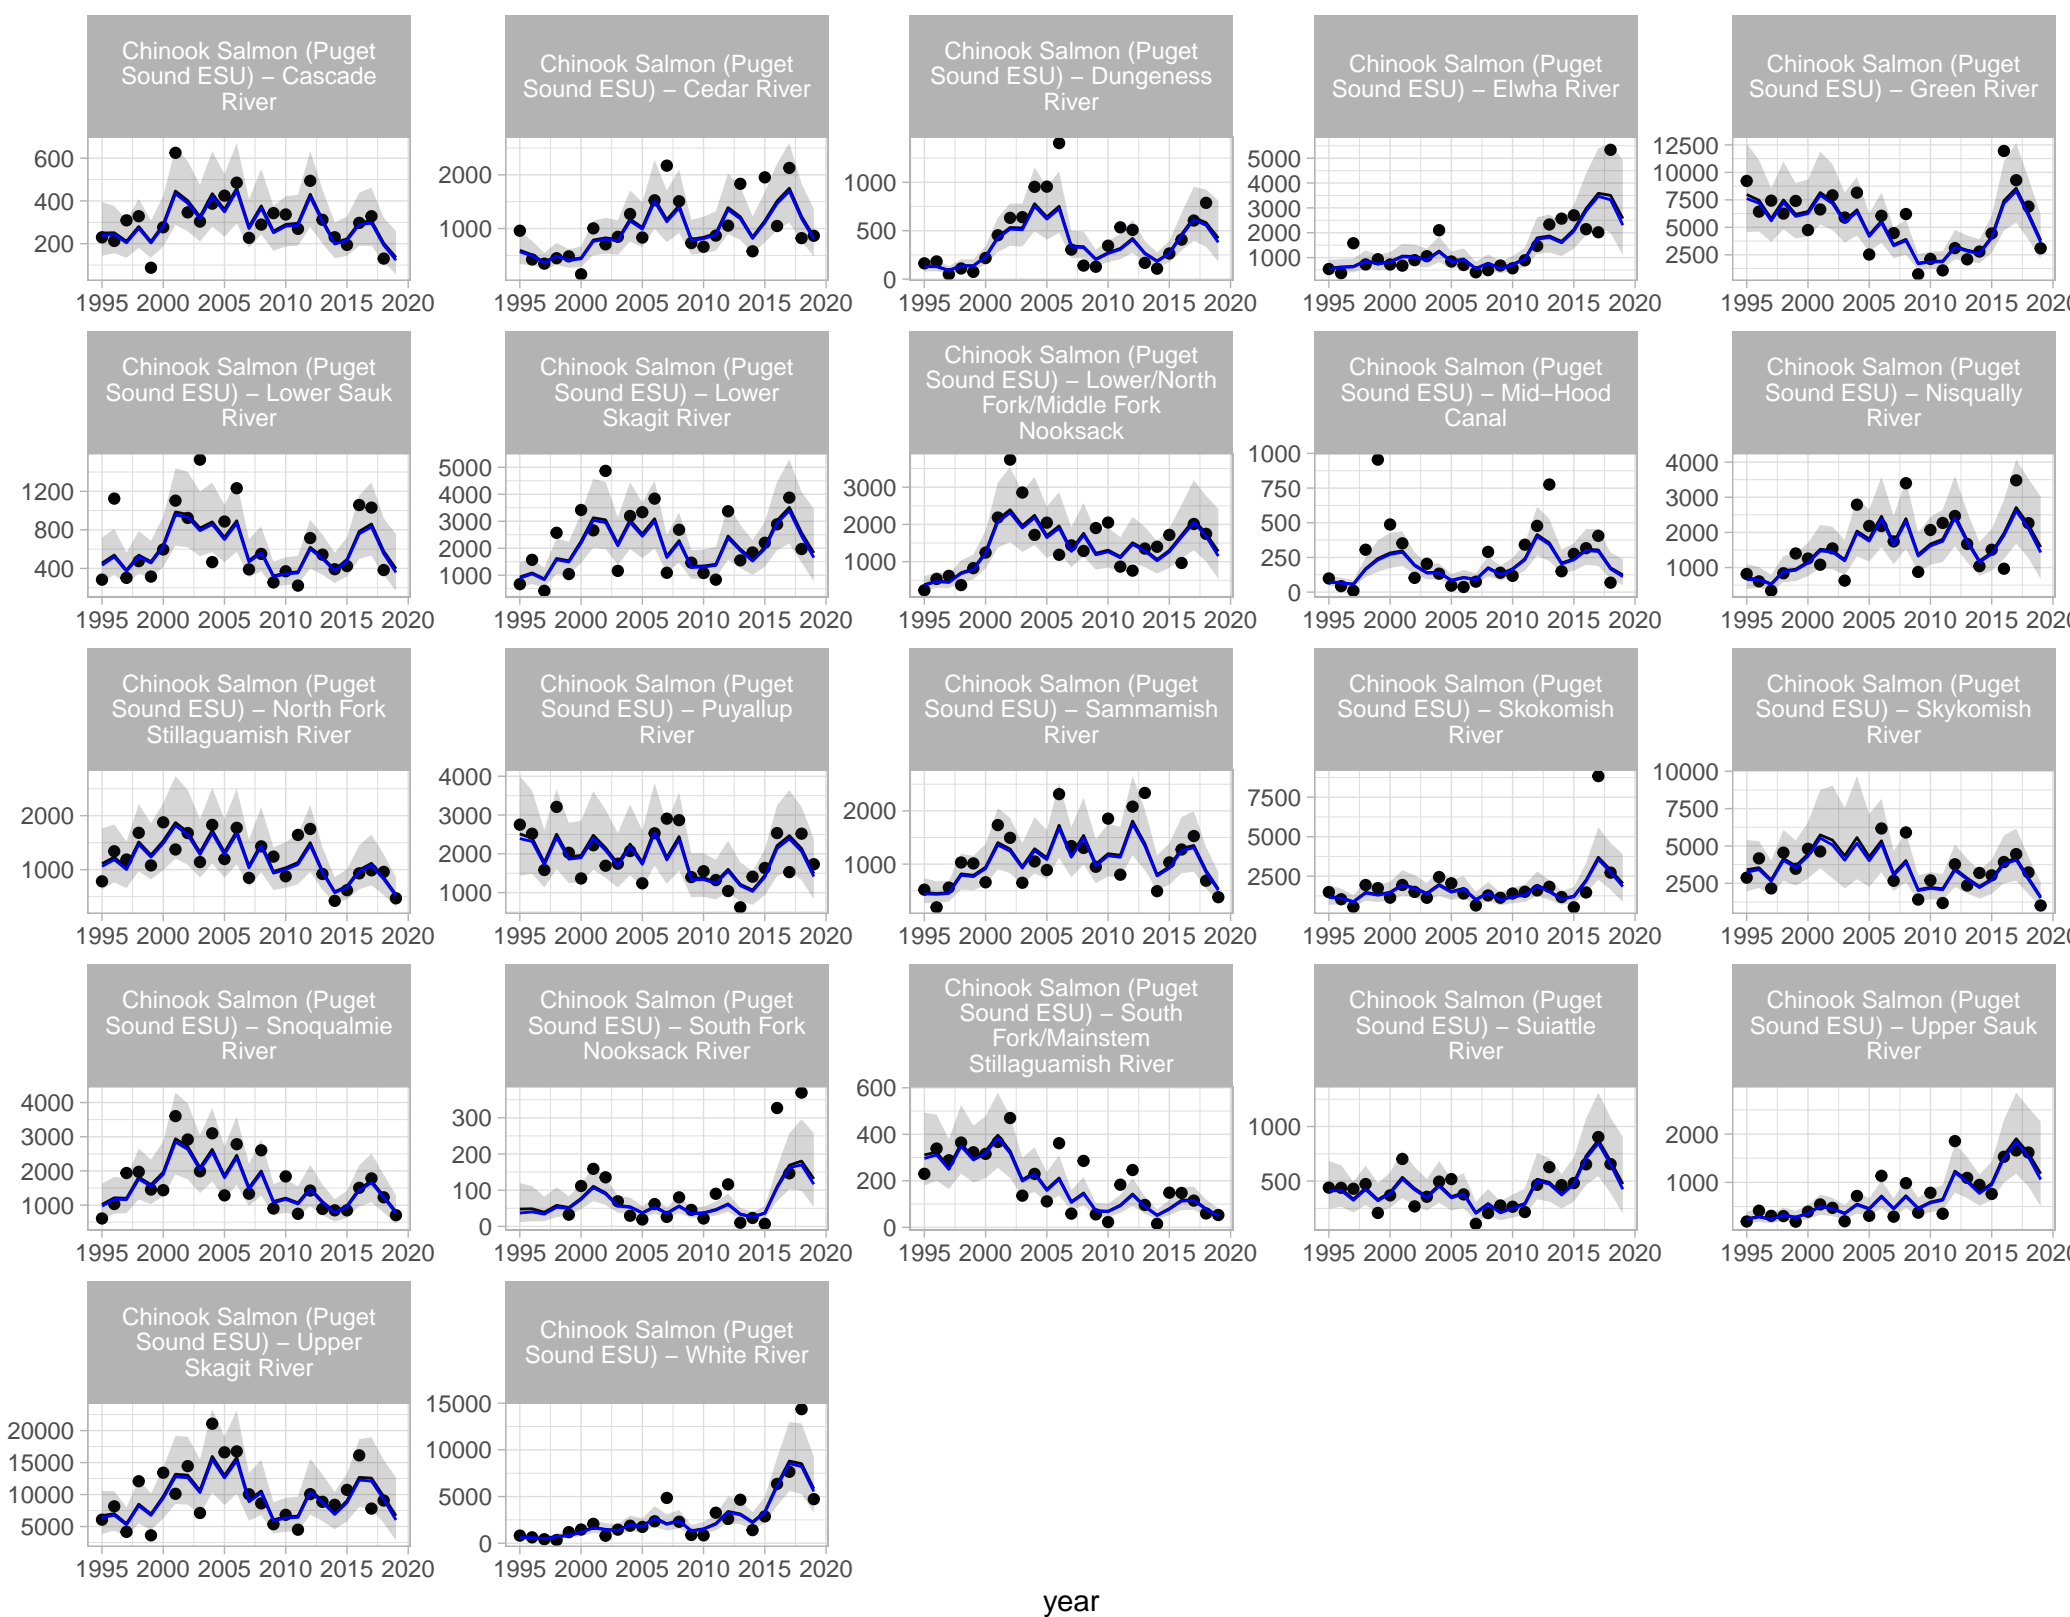 Chinook Salmon (Puget
Sound ESU) – Cascade
River
Chinook Salmon (Puget
Sound ESU) – Cedar River
Chinook Salmon (Puget
Sound ESU) – Dungeness
River
Chinook Salmon (Puget
Sound ESU) – Elwha River
Chinook Salmon (Puget
Sound ESU) – Green River
600
400
200
1995 2000 2005 2010 2015 2020
2000
1000
1995 2000 2005 2010 2015 2020
1000
500
0
1995 2000 2005 2010 2015 2020
5000
4000
3000
2000
1000
1995 2000 2005 2010 2015 2020
12500
10000
7500
5000
2500
1995 2000 2005 2010 2015 2020
Chinook Salmon (Puget
Sound ESU) – Lower Sauk
River
Chinook Salmon (Puget
Sound ESU) – Lower
Skagit River
Chinook Salmon (Puget
Sound ESU) – Lower/North
Fork/Middle Fork
Nooksack
Chinook Salmon (Puget
Sound ESU) – Mid–Hood
Canal
Chinook Salmon (Puget
Sound ESU) – Nisqually
River
1200
800
400
1995 2000 2005 2010 2015 2020
5000
4000
3000
2000
1000
1995 2000 2005 2010 2015 2020
3000
2000
1000
1995 2000 2005 2010 2015 2020
1000
750
500
250
0
1995 2000 2005 2010 2015 2020
4000
3000
2000
1000
1995 2000 2005 2010 2015 2020
Chinook Salmon (Puget
Sound ESU) – North Fork
Stillaguamish River
Chinook Salmon (Puget
Sound ESU) – Puyallup
River
Chinook Salmon (Puget
Sound ESU) – Sammamish
River
Chinook Salmon (Puget
Sound ESU) – Skokomish
River
Chinook Salmon (Puget
Sound ESU) – Skykomish
River
2000
1000
1995 2000 2005 2010 2015 2020
4000
3000
2000
1000
1995 2000 2005 2010 2015 2020
2000
1000
1995 2000 2005 2010 2015 2020
7500
5000
2500
1995 2000 2005 2010 2015 2020
10000
7500
5000
2500
1995 2000 2005 2010 2015 2020
Chinook Salmon (Puget
Sound ESU) – Snoqualmie
River
Chinook Salmon (Puget
Sound ESU) – South Fork
Nooksack River
Chinook Salmon (Puget
Sound ESU) – South
Fork/Mainstem
Stillaguamish River
Chinook Salmon (Puget
Sound ESU) – Suiattle
River
Chinook Salmon (Puget
Sound ESU) – Upper Sauk
River
4000
3000
2000
1000
1995 2000 2005 2010 2015 2020
300
200
100
0
1995 2000 2005 2010 2015 2020
600
400
200
0
1995 2000 2005 2010 2015 2020
1000
500
1995 2000 2005 2010 2015 2020
2000
1000
1995 2000 2005 2010 2015 2020
Chinook Salmon (Puget
Sound ESU) – Upper
Skagit River
Chinook Salmon (Puget
Sound ESU) – White River
20000
15000
10000
5000
1995 2000 2005 2010 2015 2020
15000
10000
5000
0
1995 2000 2005 2010 2015 2020
year